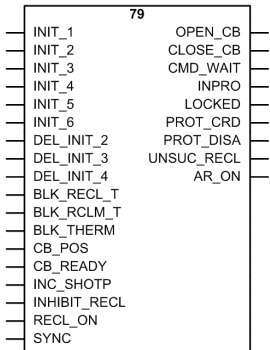 79
INIT_1 OPEN_CB
INIT_2 CLOSE_CB
INIT_3 CMD_WAIT
INIT_4 INPRO
INIT_5 LOCKED
INIT_6 PROT_CRD
DEL_INIT_2 PROT_DISA
DEL_INIT_3 UNSUC_RECL
DEL_INIT_4 AR_ON
BLK_RECL_T
BLK_RCLM_T
BLK_THERM
CB_POS
CB_READY
INC_SHOTP
INHIBIT_RECL
RECL_ON
SYNC